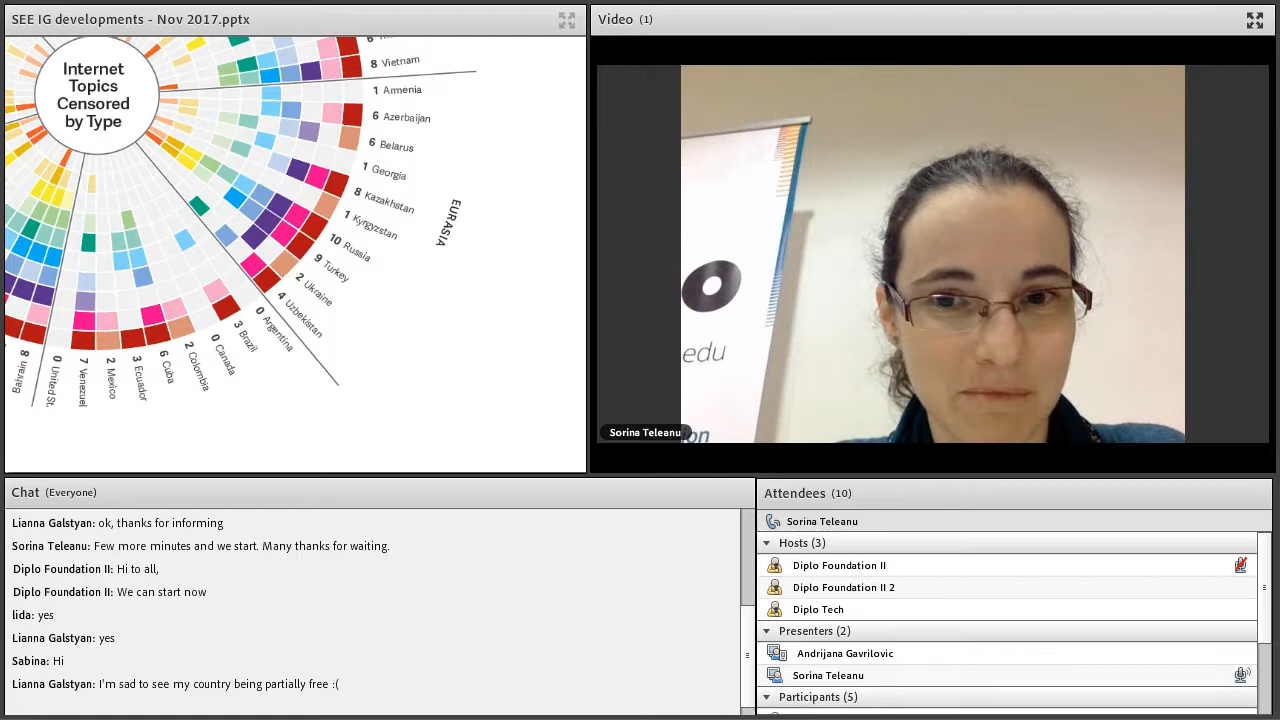 SEE IG developments - Nov 2017.pptx
Internet
Topics
Censored
by Type
8 Vietnam
1 Armenia
6 Azerbaijan
6 Belarus
1 Georgia
8 Kazakhstan
1 Kyrgyzstan
10 Russia
9 Turkey
2 Ukraine
4 Uzbekistan
EURASIA
0 Argentina
3 Brazil
0 Canada
2 Colombia
6 Cuba
3 Ecuador
2 Mexico
7 Venezuel
0 United St.
8 Bahrain
Video (1)
edu
on
Sorina Teleanu
Chat (Everyone)
Lianna Galstyan: ok, thanks for informing
Sorina Teleanu: Few more minutes and we start. Many thanks for waiting.
Diplo Foundation II: Hi to all,
Diplo Foundation II: We can start now
lida: yes
Lianna Galstyan: yes
Sabina: Hi
Lianna Galstyan: I'm sad to see my country being partially free :(
Attendees (10)
Sorina Teleanu
Hosts (3)
Diplo Foundation II
Diplo Foundation II 2
Diplo Tech
Presenters (2)
Andrijana Gavrilovic
Sorina Teleanu
Participants (5)